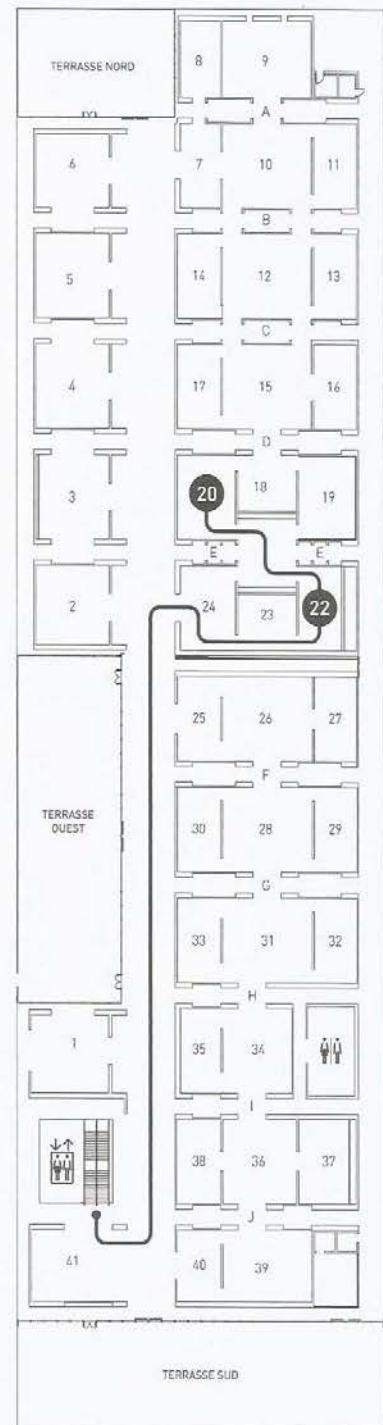 TERRASSE NORD
8
9
A
6
7
10
11
B
5
14
12
13
C
4
17
15
16
D
3
20
18
19
E
E
2
24
23
22
25
26
27
TERRASSE
OUEST
F
30
28
29
G
33
31
32
H
1
35
34
I
38
36
37
J
41
40
39
TERRASSE SUD